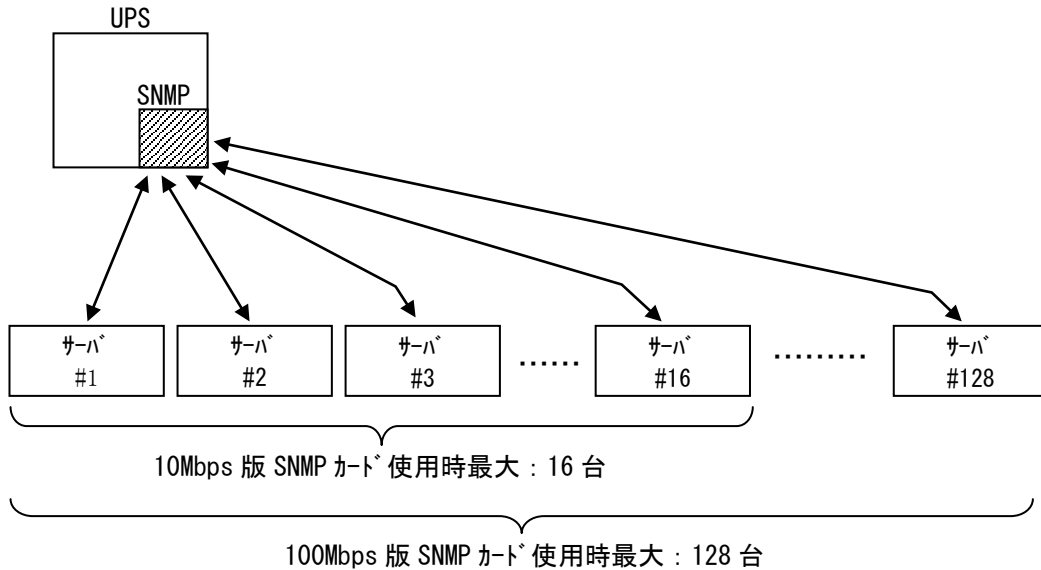 UPS
SNMP
ｻｰﾊﾞ
#1
ｻｰﾊﾞ
#2
ｻｰﾊﾞ
#3
......
ｻｰﾊﾞ
#16
.........
ｻｰﾊﾞ
#128
10Mbps 版 SNMP ｶｰﾄﾞ使用時最大：16 台
100Mbps 版 SNMP ｶｰﾄﾞ使用時最大：128 台